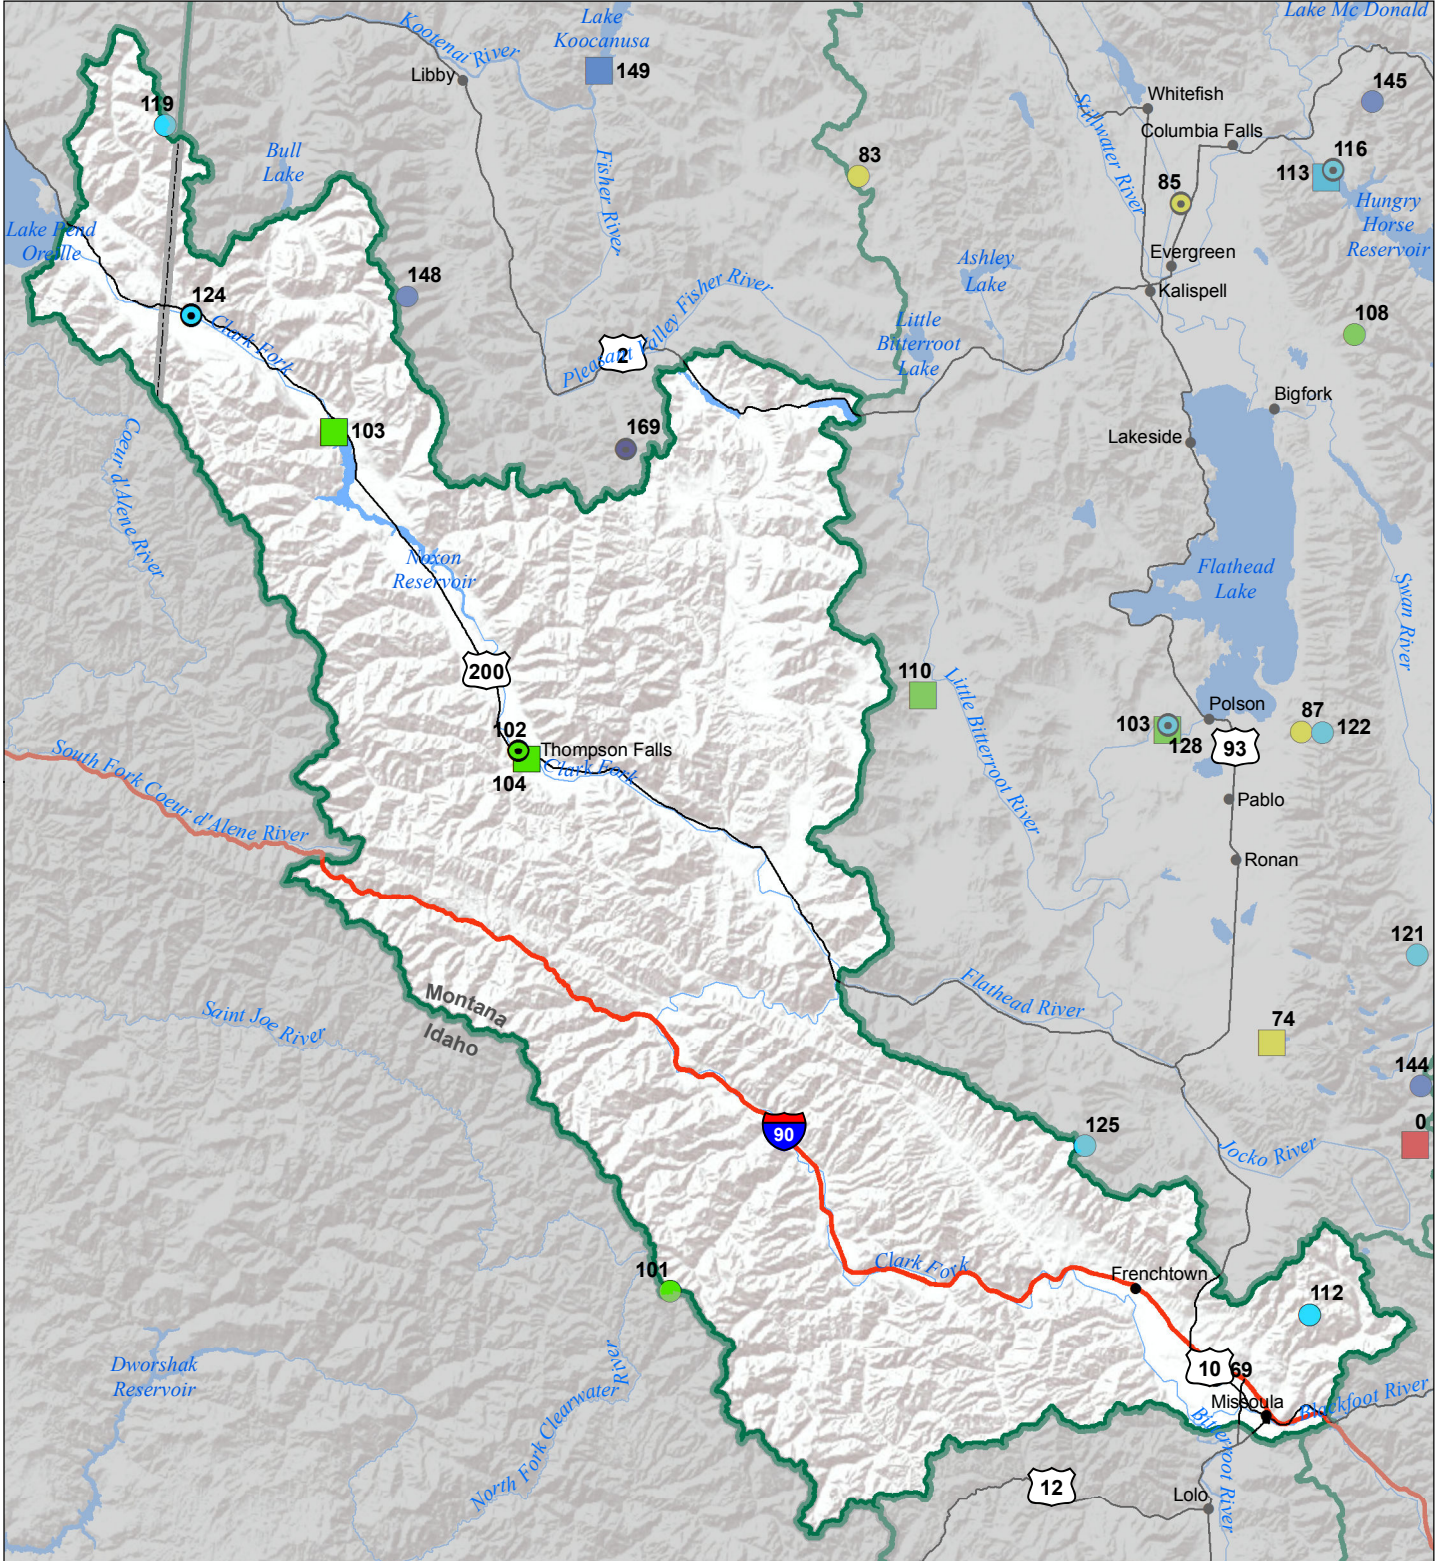 Lake Mc Donald
Kootenai River
Lake
Koocanusa
149
Libby
Whitefish
145
Stillwater River
Columbia Falls
119
Bull
Lake
Fisher River
83
116
113
85
Hungry
Horse
Reservoir
Lake Pend
Oreille
Evergreen
Ashley
Lake
148
Kalispell
124
Clark Fork
Pleasant Valley Fisher River
2
Little
Bitterroot
Lake
108
Bigfork
103
169
Lakeside
Coeur d'Alene River
Noxon
Reservoir
Flathead
Lake
Swan River
200
110
Little Bitterroot River
Polson
87
122
103
128
93
102
Thompson Falls
104
Clark Fork
South Fork Coeur d'Alene River
Pablo
Ronan
121
Montana
Idaho
Saint Joe River
Flathead River
74
144
0
90
125
Jocko River
101
Clark Fork
Frenchtown
112
Dworshak
Reservoir
10
69
Missoula
Blackfoot River
North Fork Clearwater
River
Bitterroot River
12
Lolo